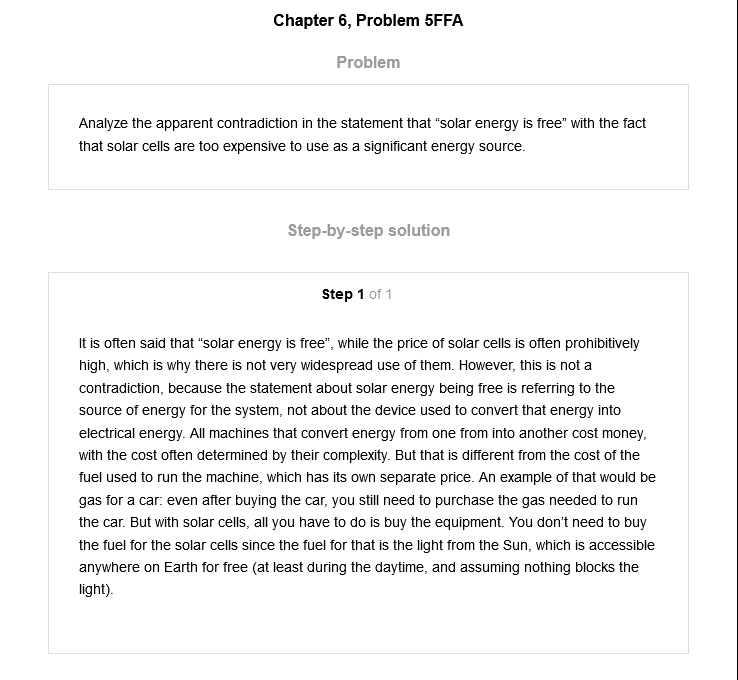 Chapter 6, Problem 5FFA
Problem
Analyze the apparent contradiction in the statement that “solar energy is free” with the fact
that solar cells are too expensive to use as a significant energy source.
Step-by-step solution
Step 1 of 1
It is often said that “solar energy is free”, while the price of solar cells is often prohibitively
high, which is why there is not very widespread use of them. However, this is not a
contradiction, because the statement about solar energy being free is referring to the
source of energy for the system, not about the device used to convert that energy into
electrical energy. All machines that convert energy from one from into another cost money,
with the cost often determined by their complexity. But that is different from the cost of the
fuel used to run the machine, which has its own separate price. An example of that would be
gas for a car: even after buying the car, you still need to purchase the gas needed to run
the car. But with solar cells, all you have to do is buy the equipment. You don’t need to buy
the fuel for the solar cells since the fuel for that is the light from the Sun, which is accessible
anywhere on Earth for free (at least during the daytime, and assuming nothing blocks the
light).